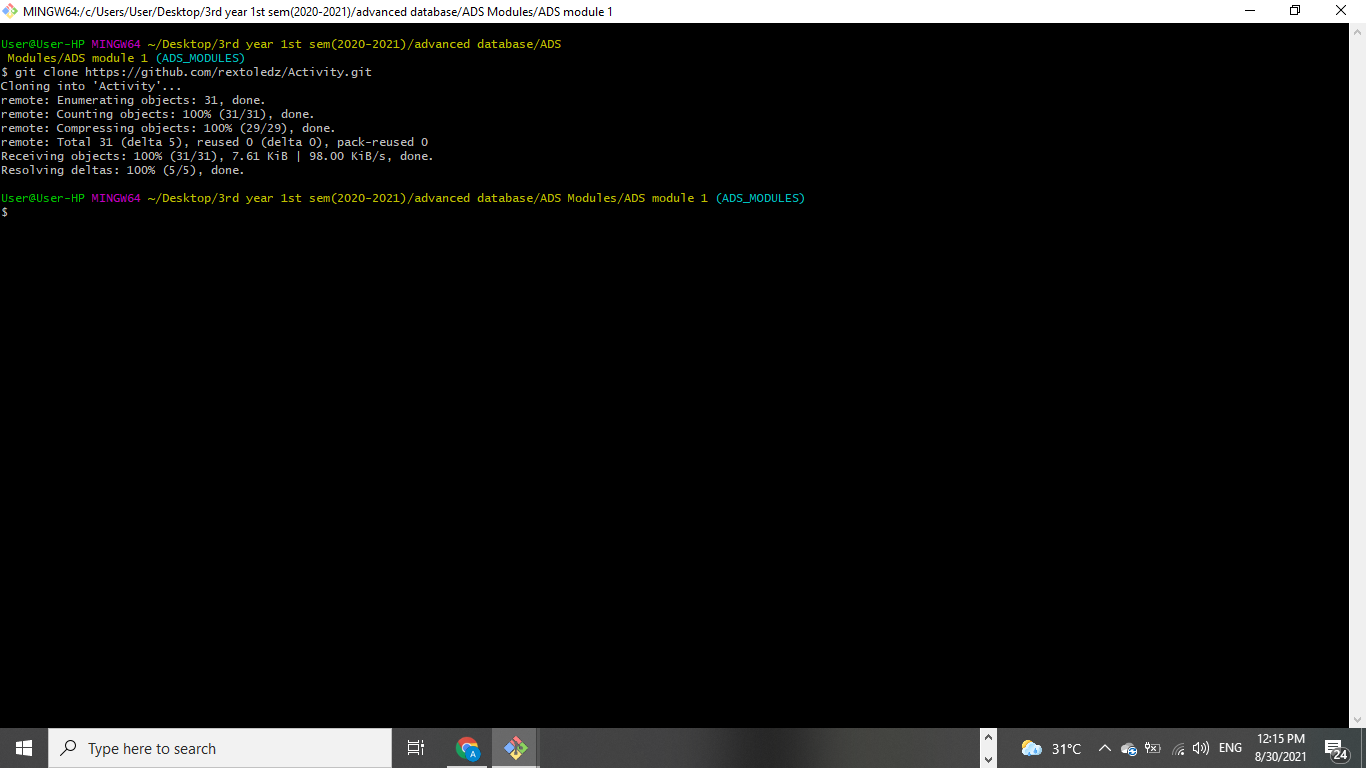 MINGW64:/c/Users/User/Desktop/3rd year 1st sem(2020-2021)/advanced database/ADS Modules/ADS module 1
User@User-HP MINGW64 ~/Desktop/3rd year 1st sem(2020-2021)/advanced database/ADS
Modules/ADS module 1 (ADS_MODULES)
$ git clone https://github.com/rextoledz/Activity.git
Cloning into 'Activity'...
remote: Enumerating objects: 31, done.
remote: Counting objects: 100% (31/31), done.
remote: Compressing objects: 100% (29/29), done.
remote: Total 31 (delta 5), reused 0 (delta 0), pack-reused 0
Receiving objects: 100% (31/31), 7.61 KiB | 98.00 KiB/s, done.
Resolving deltas: 100% (5/5), done.
User@User-HP MINGW64 ~/Desktop/3rd year 1st sem(2020-2021)/advanced database/ADS Modules/ADS module 1 (ADS_MODULES)
$
Type here to search
A
31°C
ENG
12:15 PM
8/30/2021
24